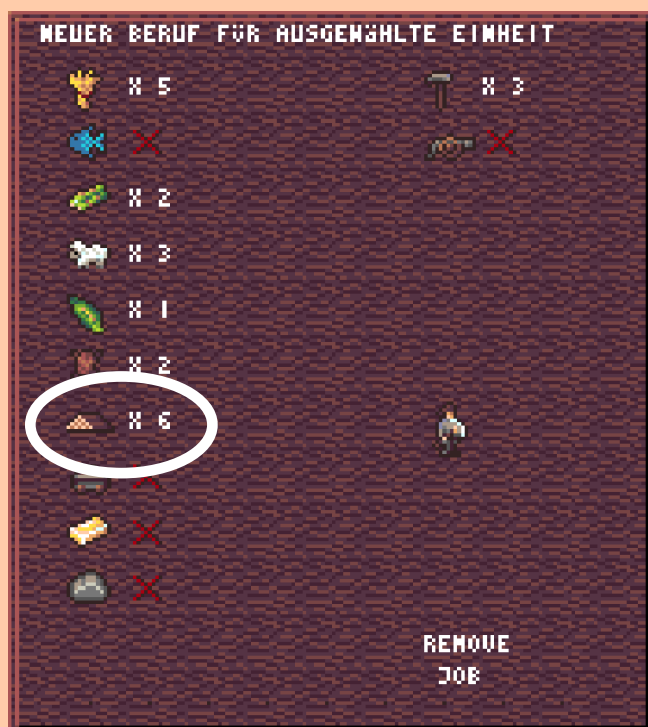 NEUER BERUF FÜR AUSGEWÄHLTE EINHEIT
X 5
X 3
X 2
X 3
X 1
X 2
X 6
REMOVE
JOB